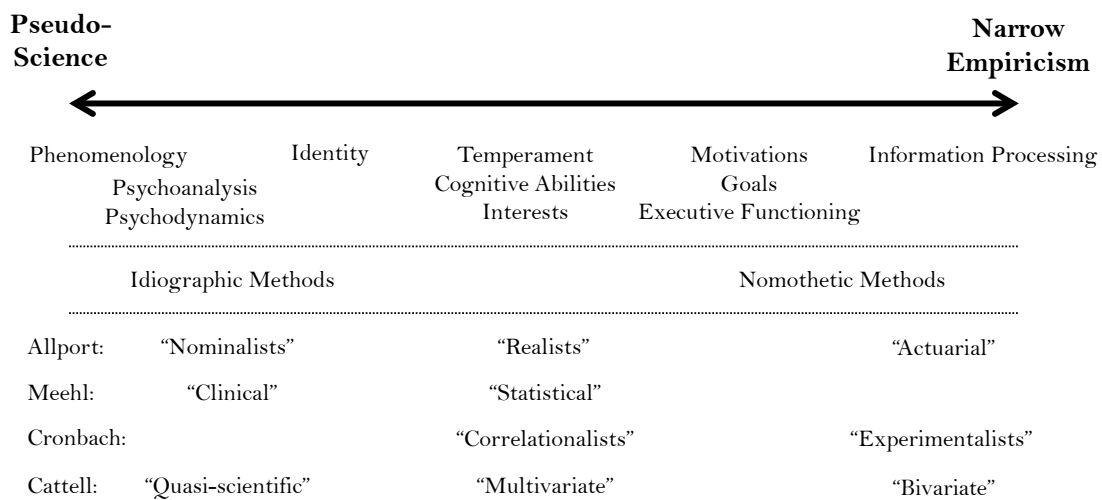 Pseudo-
Science
Narrow
Empiricism
Phenomenology
Psychoanalysis
Psychodynamics
Identity
Temperament
Cognitive Abilities
Interests
Motivations
Goals
Executive Functioning
Information Processing
Idiographic Methods
Nomothetic Methods
Allport: “Nominalists” “Realists” “Actuarial”
Meehl: “Clinical” “Statistical”
Cronbach: “Correlationalists” “Experimentalists”
Cattell: “Quasi-scientific” “Multivariate” “Bivariate”